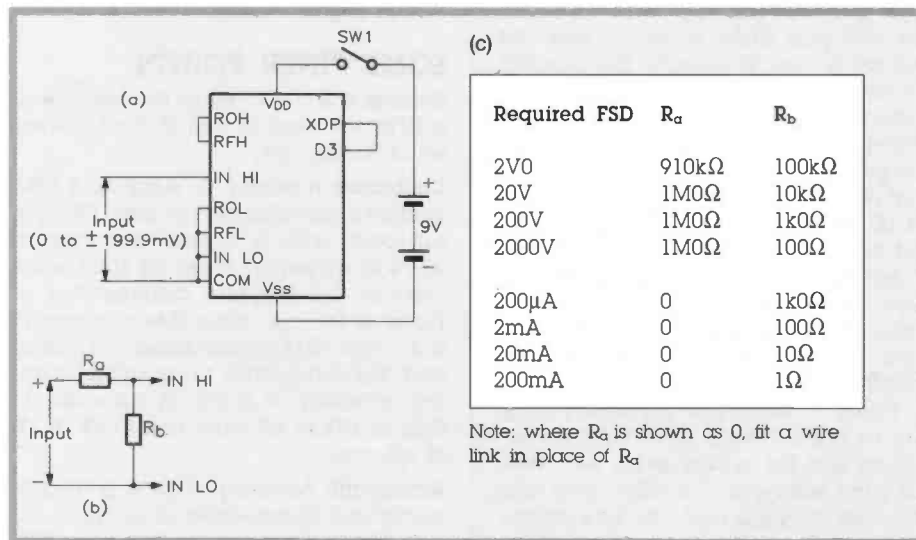 SW1
(a)
VDD
ROH
RFH
XDP
D3
IN HI
ROL
RFL
IN LO
COM
VSS
Input
(0 to ±199.9mV)
+
9V
−
Ra
+
IN HI
Input
Rb
−
IN LO
(b)
(c)
Required FSD Ra Rb
2V0 910kΩ 100kΩ
20V 1M0Ω 10kΩ
200V 1M0Ω 1k0Ω
2000V 1M0Ω 100Ω
200µA 0 1k0Ω
2mA 0 100Ω
20mA 0 10Ω
200mA 0 1Ω
Note: where Ra is shown as 0, fit a wire
link in place of Ra